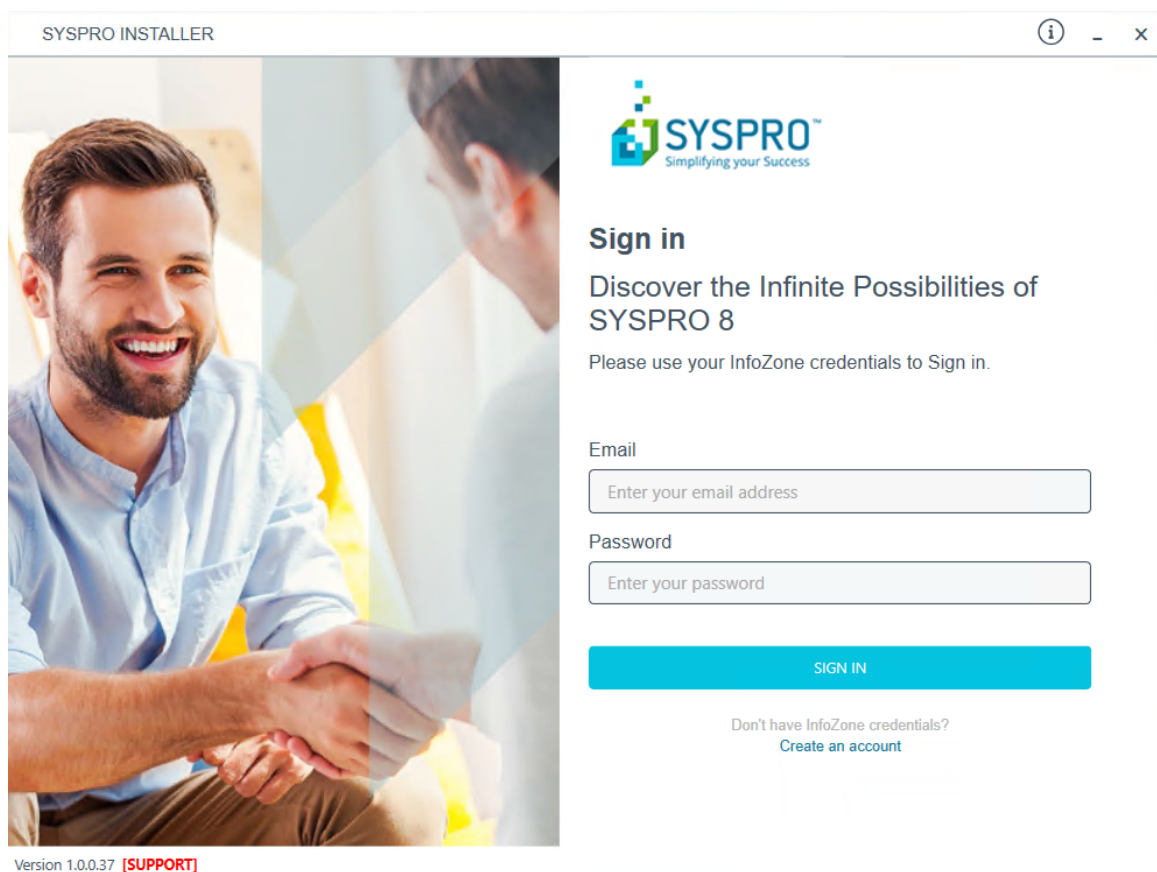 SYSPRO INSTALLER
SYSPRO™
Simplifying your Success
Sign in
Discover the Infinite Possibilities of
SYSPRO 8
Please use your InfoZone credentials to Sign in.
Email
Enter your email address
Password
Enter your password
SIGN IN
Don't have InfoZone credentials?
Create an account
Version 1.0.0.37 [SUPPORT]